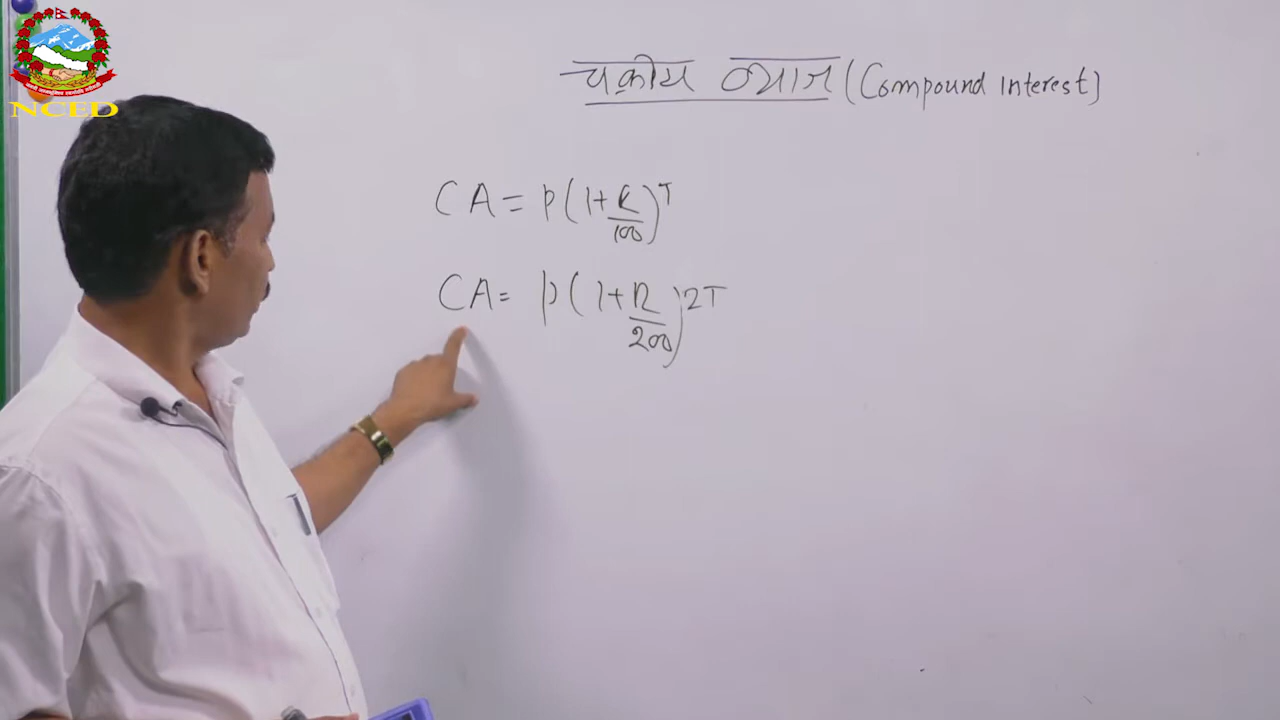 NCED
चक्रीय ब्याज (Compound Interest)
CA = P(1+R/100)^T
CA = P(1+R/200)^2T